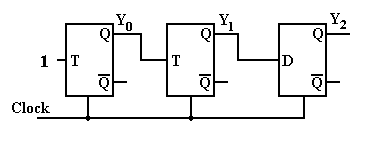 Y0 Y1 Y2
Q Q Q
1 T T D
Q̅ Q̅ Q̅
Clock